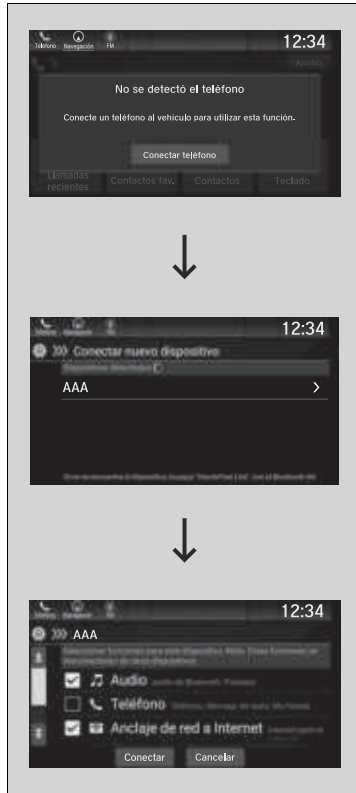 Teléfono Navegación FM 12:34
Ajustes
No se detectó el teléfono
Conecte un teléfono al vehículo para utilizar esta función.
Conectar teléfono
Llamadas recientes
Contactos fav.
Contactos
Teclado
12:34
Conectar nuevo dispositivo
AAA
12:34
AAA
Audio
Teléfono
Anclaje de red a Internet
Conectar Cancelar